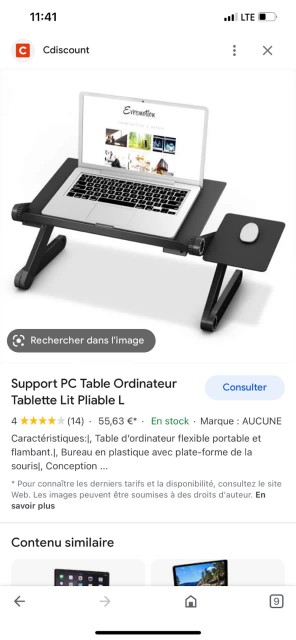 11:41
LTE
Cdiscount
Evromotion
Rechercher dans l'image
Support PC Table Ordinateur
Tablette Lit Pliable L
Consulter
4 ★★★★★ (14) · 55,63 €* · En stock · Marque : AUCUNE
Caractéristiques:|, Table d'ordinateur flexible portable et
flambant.|, Bureau en plastique avec plate-forme de la
souris|, Conception ...
* Pour connaître les derniers tarifs et la disponibilité, consultez le site
Web. Les images peuvent être soumises à des droits d'auteur. En
savoir plus
Contenu similaire
9